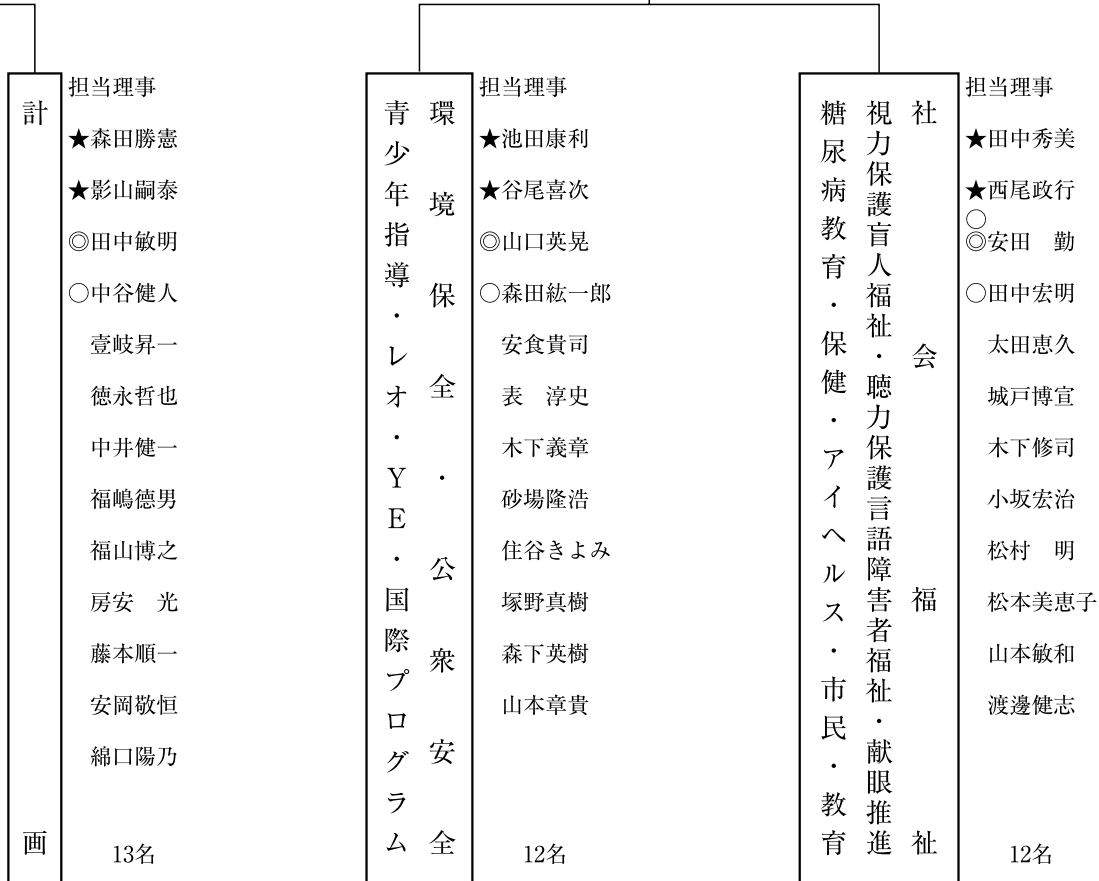 計画
担当理事
★森田勝憲
★影山嗣泰
◎田中敏明
○中谷健人
壹岐昇一
徳永哲也
中井健一
福嶋德男
福山博之
房安　光
藤本順一
安岡敬恒
綿口陽乃
13名
環境保全・公衆安全
青少年指導・レオ・ＹＥ・国際プログラム
担当理事
★池田康利
★谷尾喜次
◎山口英晃
○森田紘一郎
安食貴司
表　淳史
木下義章
砂場隆浩
住谷きよみ
塚野真樹
森下英樹
山本章貴
12名
社会福祉
視力保護盲人福祉・聴力保護言語障害者福祉・献眼推進
糖尿病教育・保健・アイヘルス・市民・教育
担当理事
★田中秀美
★西尾政行
○
◎安田　勤
○田中宏明
太田恵久
城戸博宣
木下修司
小坂宏治
松村　明
松本美恵子
山本敏和
渡邊健志
12名